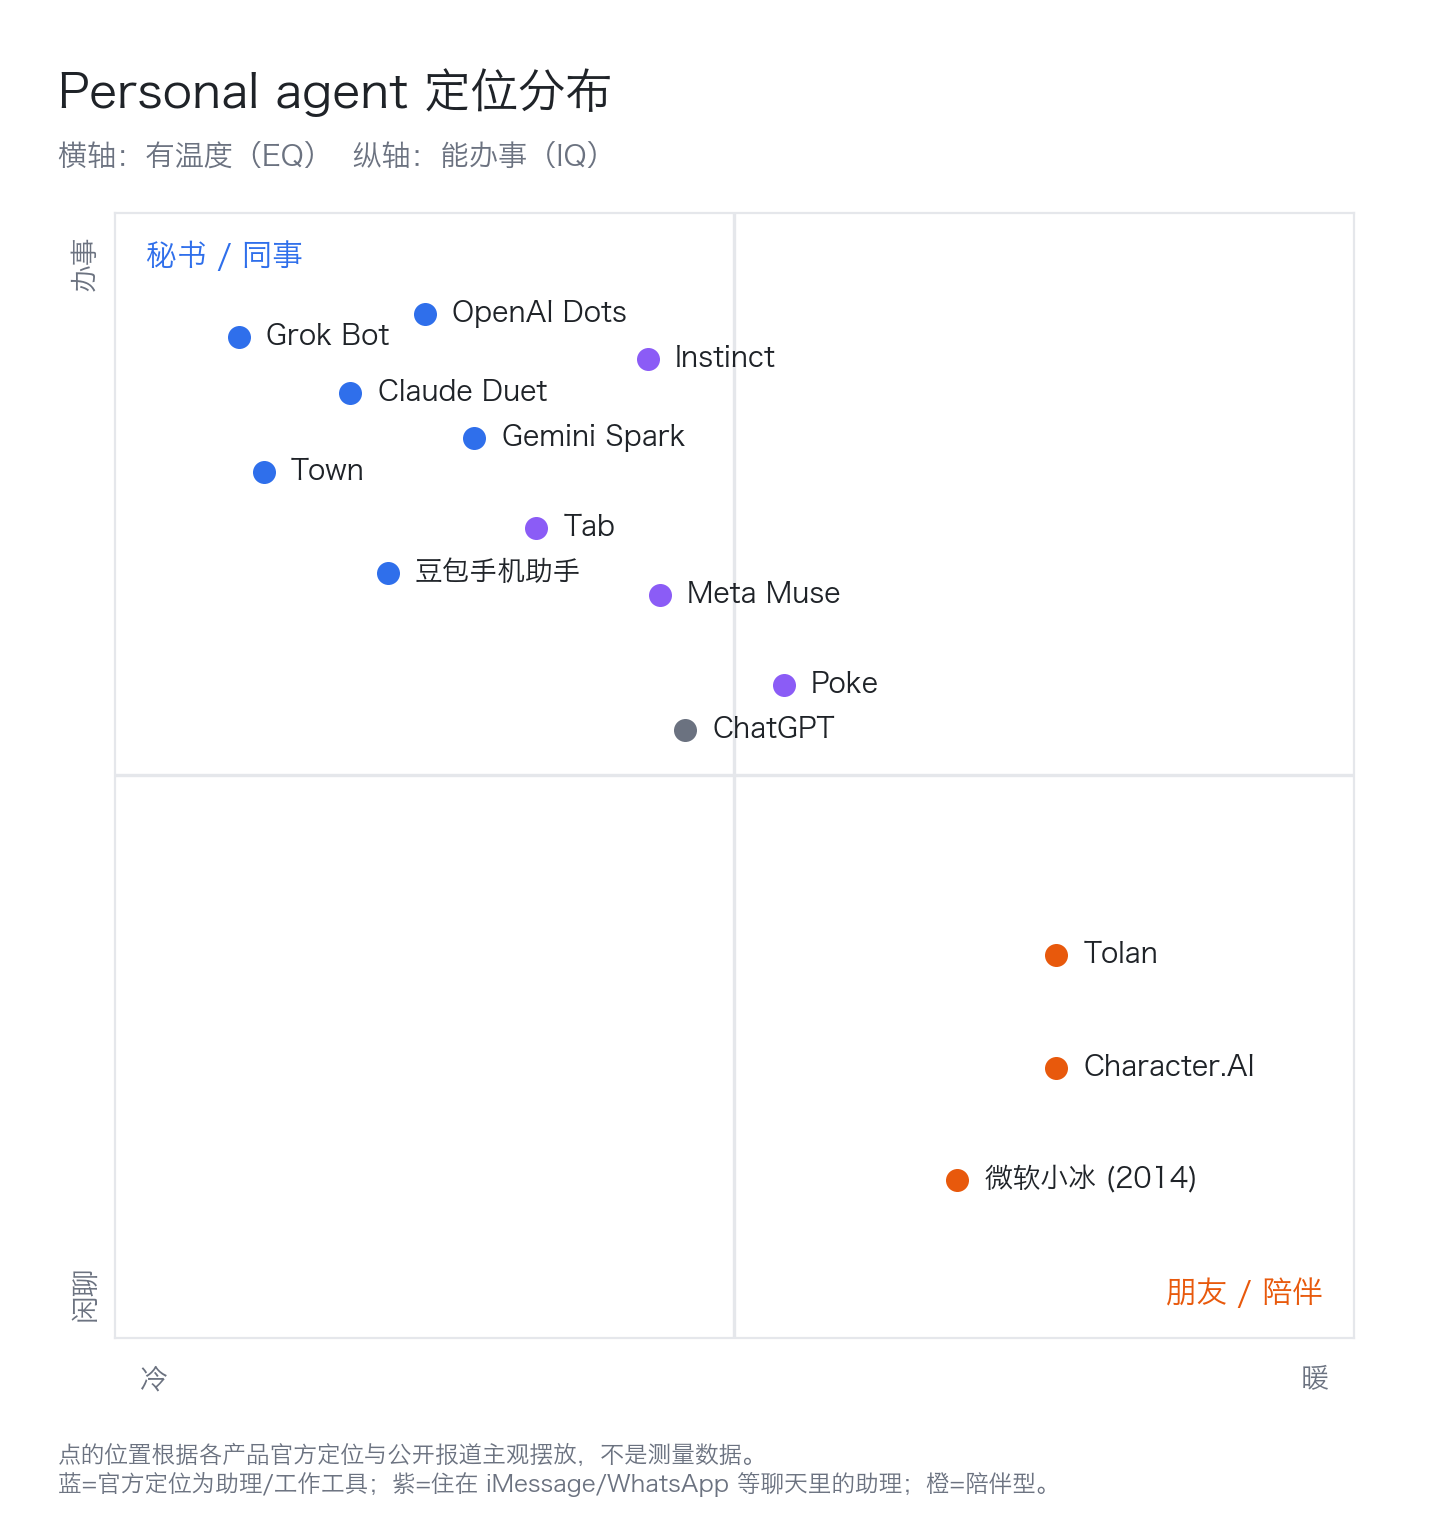 Personal agent 定位分布
横轴：有温度（EQ） 纵轴：能办事（IQ）
办事
秘书 / 同事
OpenAI Dots
Grok Bot
Instinct
Claude Duet
Gemini Spark
Town
Tab
豆包手机助手
Meta Muse
Poke
ChatGPT
Tolan
Character.AI
微软小冰 (2014)
闲聊
朋友 / 陪伴
冷
暖
点的位置根据各产品官方定位与公开报道主观摆放，不是测量数据。
蓝=官方定位为助理/工作工具；紫=住在 iMessage/WhatsApp 等聊天里的助理；橙=陪伴型。